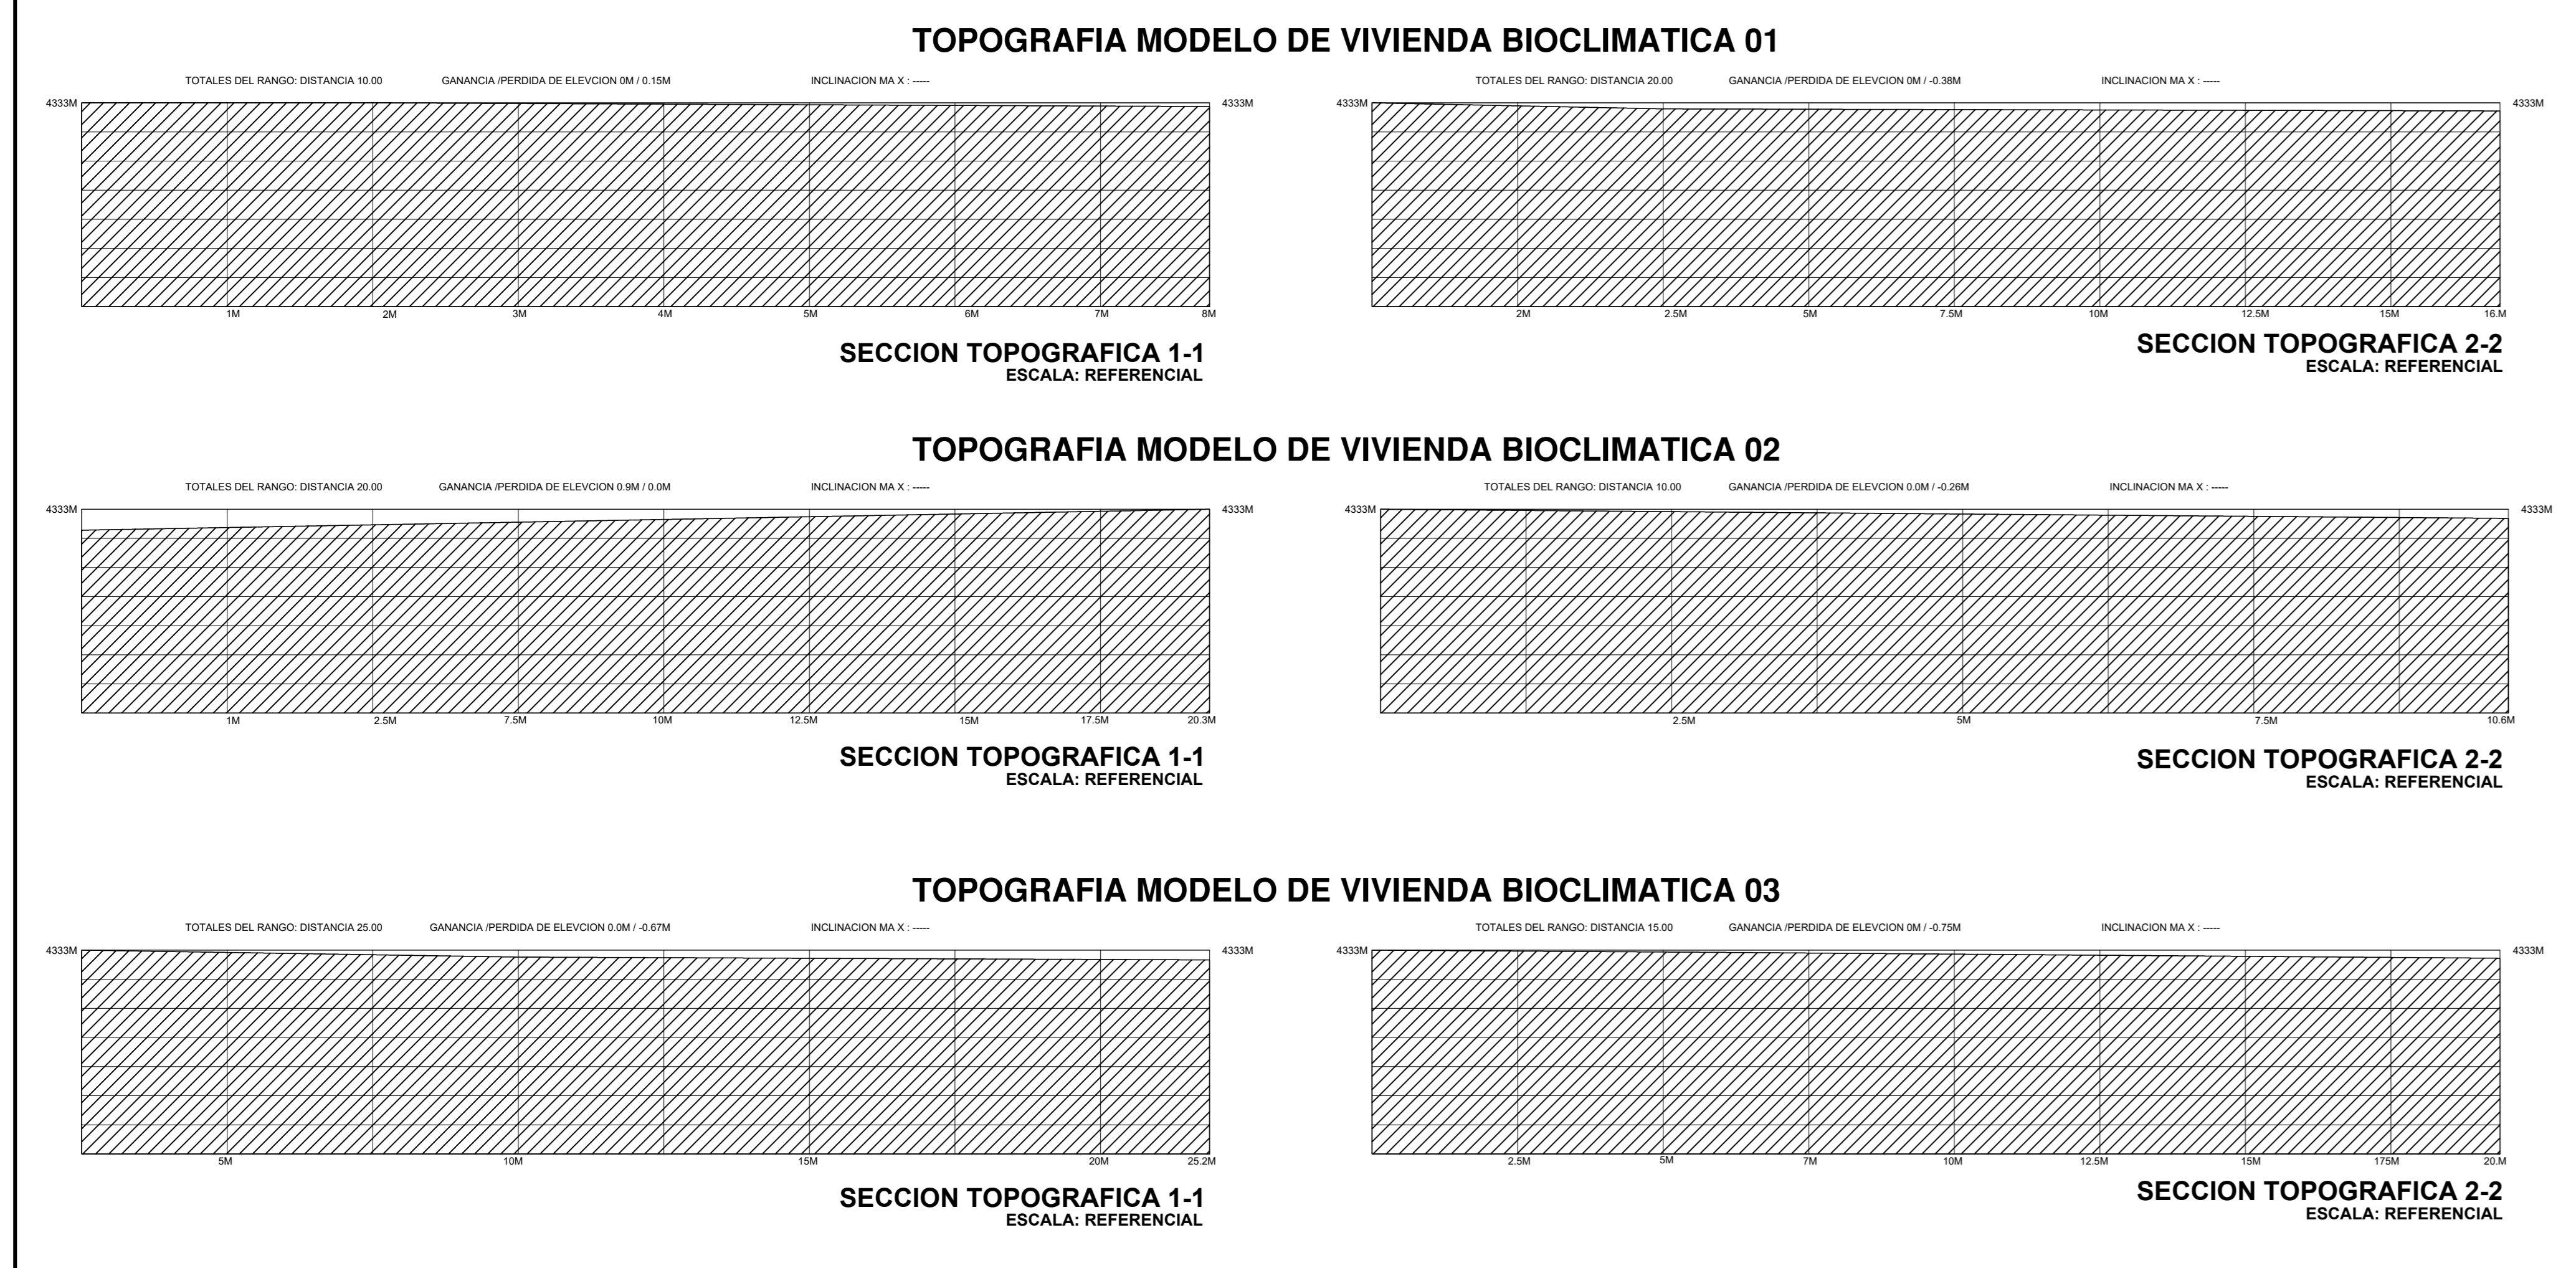 TOPOGRAFIA MODELO DE VIVIENDA BIOCLIMATICA 01
TOTALES DEL RANGO: DISTANCIA 10.00 GANANCIA /PERDIDA DE ELEVCION 0M / 0.15M INCLINACION MA X : -----
4333M 4333M
1M 2M 3M 4M 5M 6M 7M 8M
SECCION TOPOGRAFICA 1-1
ESCALA: REFERENCIAL
TOTALES DEL RANGO: DISTANCIA 20.00 GANANCIA /PERDIDA DE ELEVCION 0M / -0.38M INCLINACION MA X : -----
4333M 4333M
2M 2.5M 5M 7.5M 10M 12.5M 15M 16.M
SECCION TOPOGRAFICA 2-2
ESCALA: REFERENCIAL
TOPOGRAFIA MODELO DE VIVIENDA BIOCLIMATICA 02
TOTALES DEL RANGO: DISTANCIA 20.00 GANANCIA /PERDIDA DE ELEVCION 0.9M / 0.0M INCLINACION MA X : -----
4333M 4333M
1M 2.5M 7.5M 10M 12.5M 15M 17.5M 20.3M
SECCION TOPOGRAFICA 1-1
ESCALA: REFERENCIAL
TOTALES DEL RANGO: DISTANCIA 10.00 GANANCIA /PERDIDA DE ELEVCION 0.0M / -0.26M INCLINACION MA X : -----
4333M 4333M
2.5M 5M 7.5M 10.6M
SECCION TOPOGRAFICA 2-2
ESCALA: REFERENCIAL
TOPOGRAFIA MODELO DE VIVIENDA BIOCLIMATICA 03
TOTALES DEL RANGO: DISTANCIA 25.00 GANANCIA /PERDIDA DE ELEVCION 0.0M / -0.67M INCLINACION MA X : -----
4333M 4333M
5M 10M 15M 20M 25.2M
SECCION TOPOGRAFICA 1-1
ESCALA: REFERENCIAL
TOTALES DEL RANGO: DISTANCIA 15.00 GANANCIA /PERDIDA DE ELEVCION 0M / -0.75M INCLINACION MA X : -----
4333M 4333M
2.5M 5M 7M 10M 12.5M 15M 175M 20.M
SECCION TOPOGRAFICA 2-2
ESCALA: REFERENCIAL